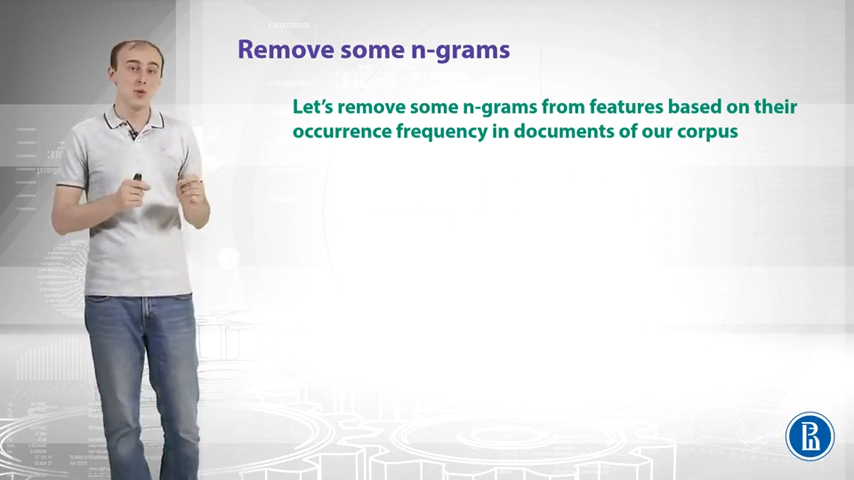 Remove some n-grams
Let's remove some n-grams from features based on their
occurrence frequency in documents of our corpus